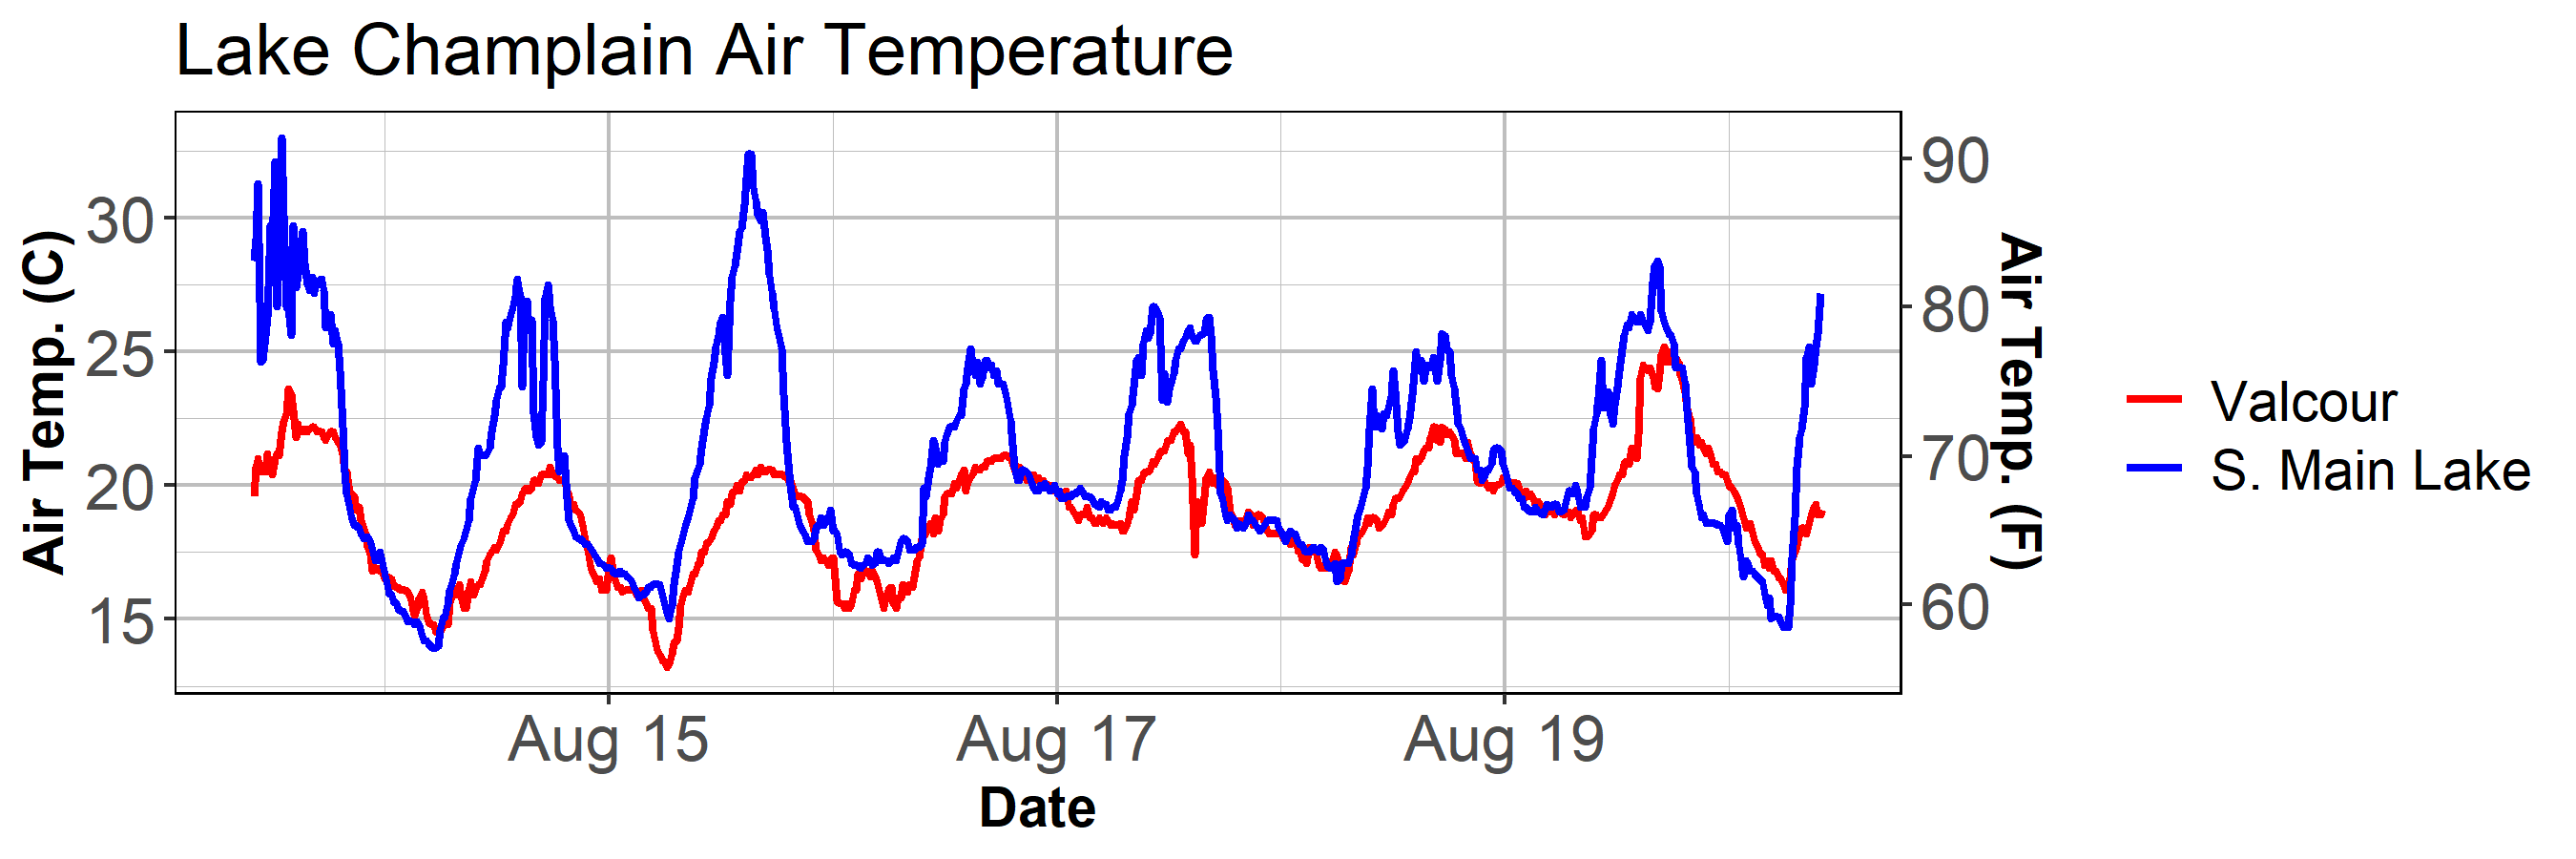 Lake Champlain Air Temperature
Air Temp. (C)
30
25
20
15
90
80
70
60
Air Temp. (F)
Aug 15
Aug 17
Aug 19
Date
Valcour
S. Main Lake